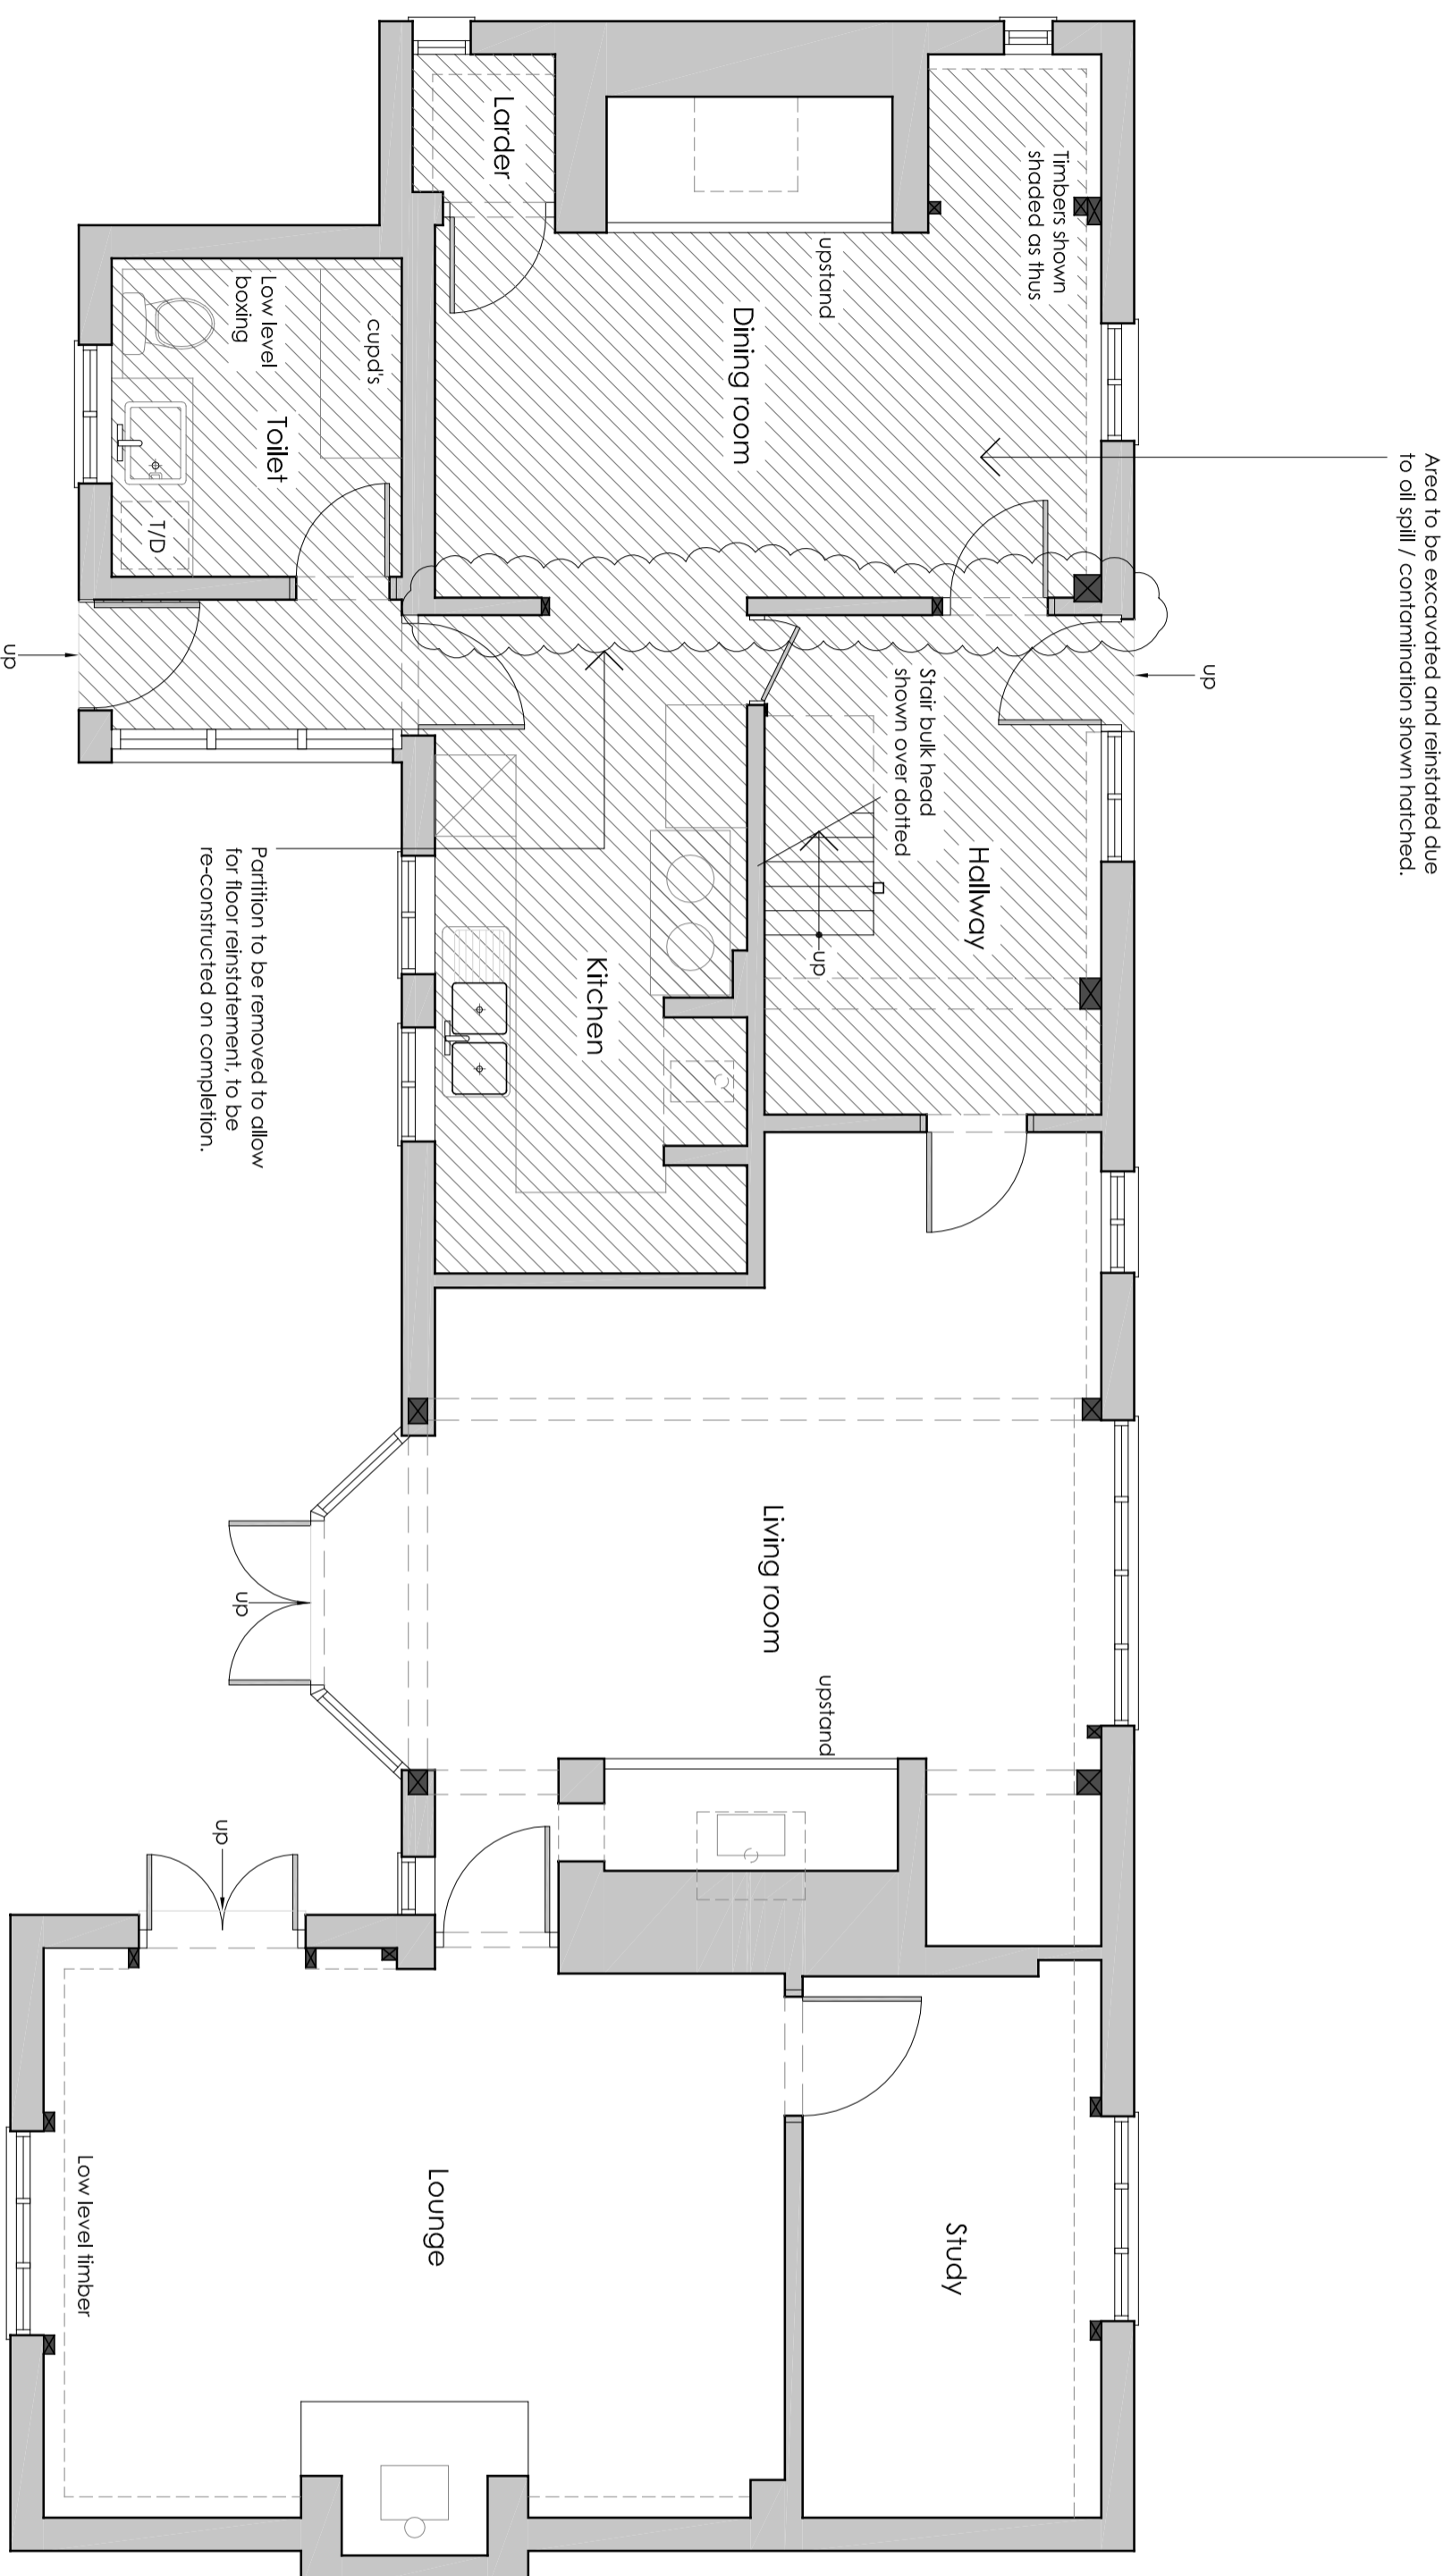 Area to be excavated and reinstated due
to oil spill / contamination shown hatched.
up
Timbers shown
shaded as thus
upstand
Dining room
Larder
cupd's
Low level
boxing
Toilet
T/D
up
Stair bulk head
shown over dotted
Hallway
up
Kitchen
Partition to be removed to allow
for floor reinstatement, to be
re-constructed on completion.
Living room
upstand
up
up
Study
Lounge
Low level timber